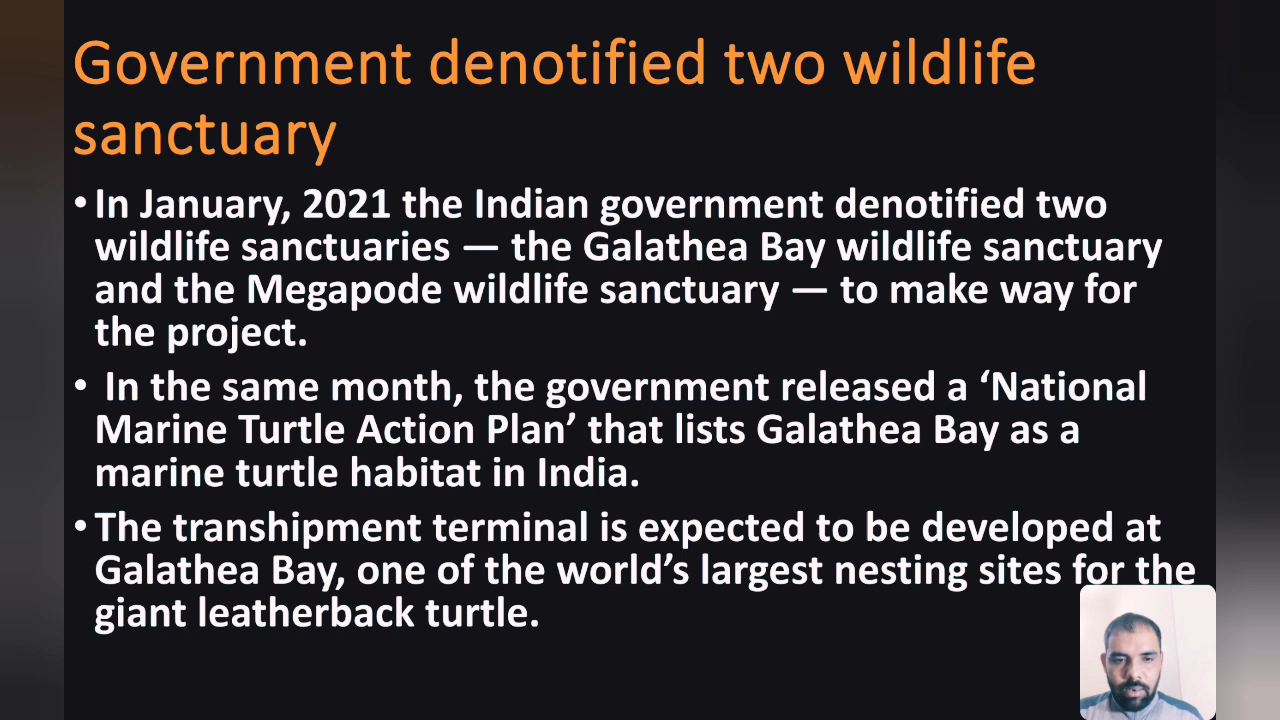 Government denotified two wildlife
sanctuary
• In January, 2021 the Indian government denotified two
wildlife sanctuaries — the Galathea Bay wildlife sanctuary
and the Megapode wildlife sanctuary — to make way for
the project.
• In the same month, the government released a ‘National
Marine Turtle Action Plan’ that lists Galathea Bay as a
marine turtle habitat in India.
• The transhipment terminal is expected to be developed at
Galathea Bay, one of the world’s largest nesting sites for the
giant leatherback turtle.